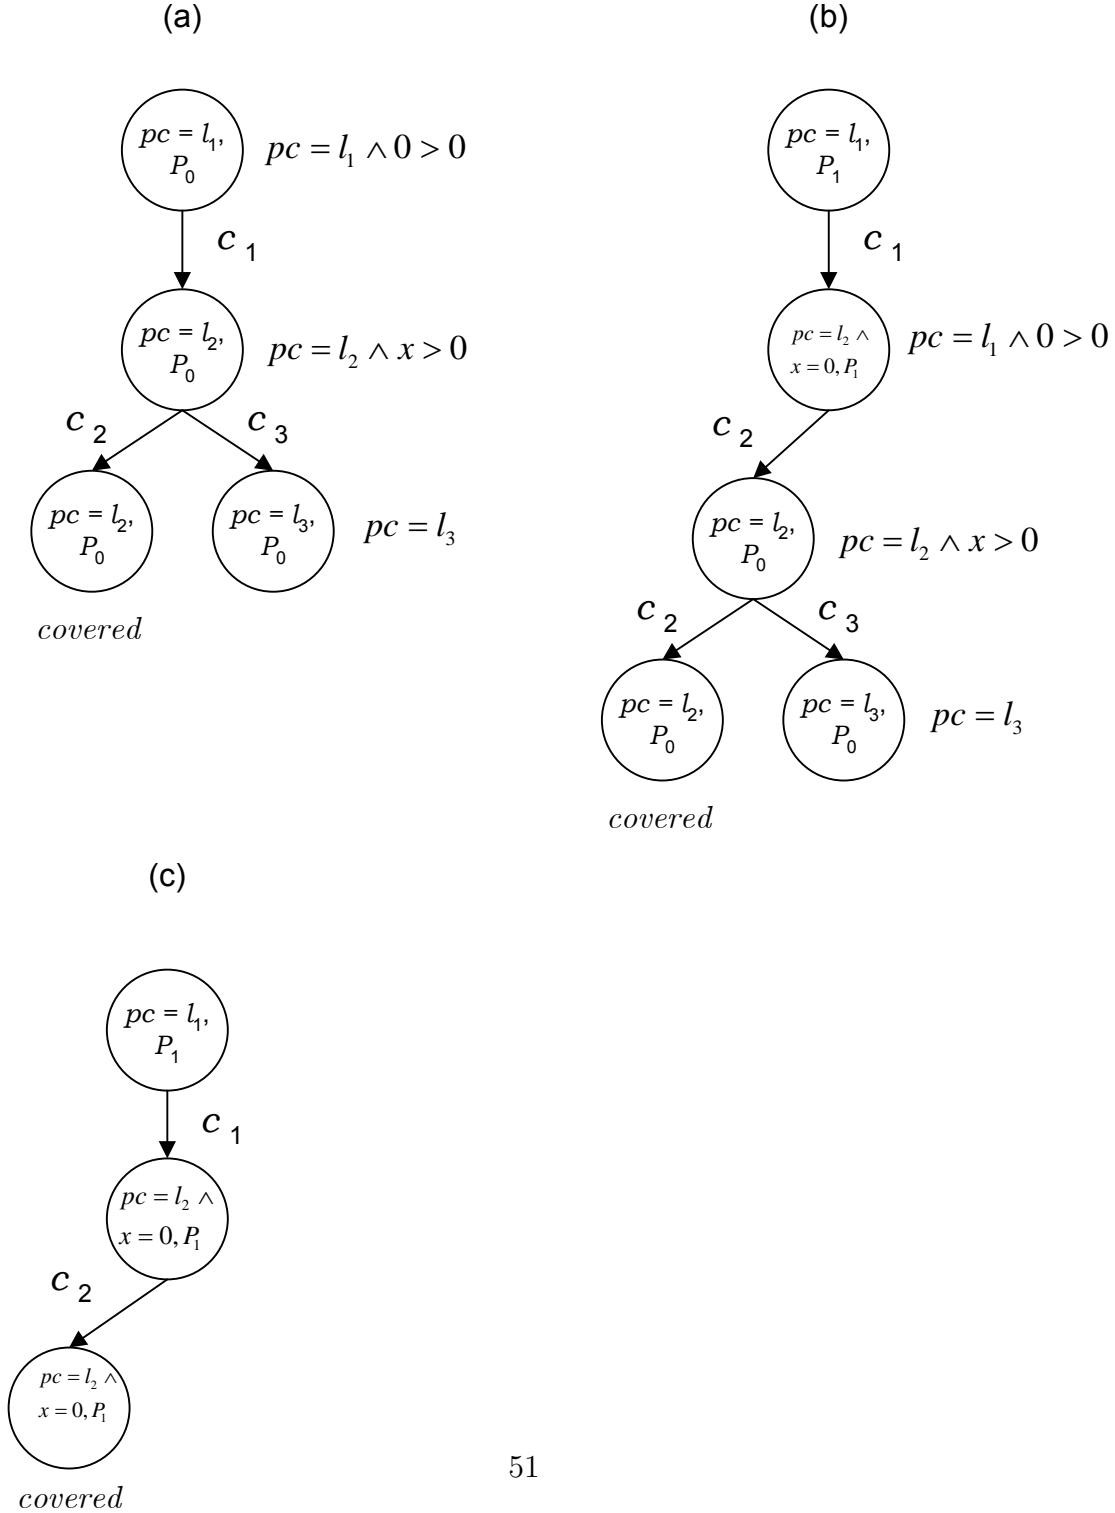 (a)
pc = l₁,
P₀
pc = l₁ ∧ 0 > 0
c ₁
pc = l₂,
P₀
pc = l₂ ∧ x > 0
c ₂
c ₃
pc = l₂,
P₀
pc = l₃,
P₀
pc = l₃
covered
(b)
pc = l₁,
P₁
c ₁
pc = l₂ ∧
x = 0, P₁
pc = l₁ ∧ 0 > 0
c ₂
pc = l₂,
P₀
pc = l₂ ∧ x > 0
c ₂
c ₃
pc = l₂,
P₀
pc = l₃,
P₀
pc = l₃
covered
(c)
pc = l₁,
P₁
c ₁
pc = l₂ ∧
x = 0, P₁
c ₂
pc = l₂ ∧
x = 0, P₁
covered
51